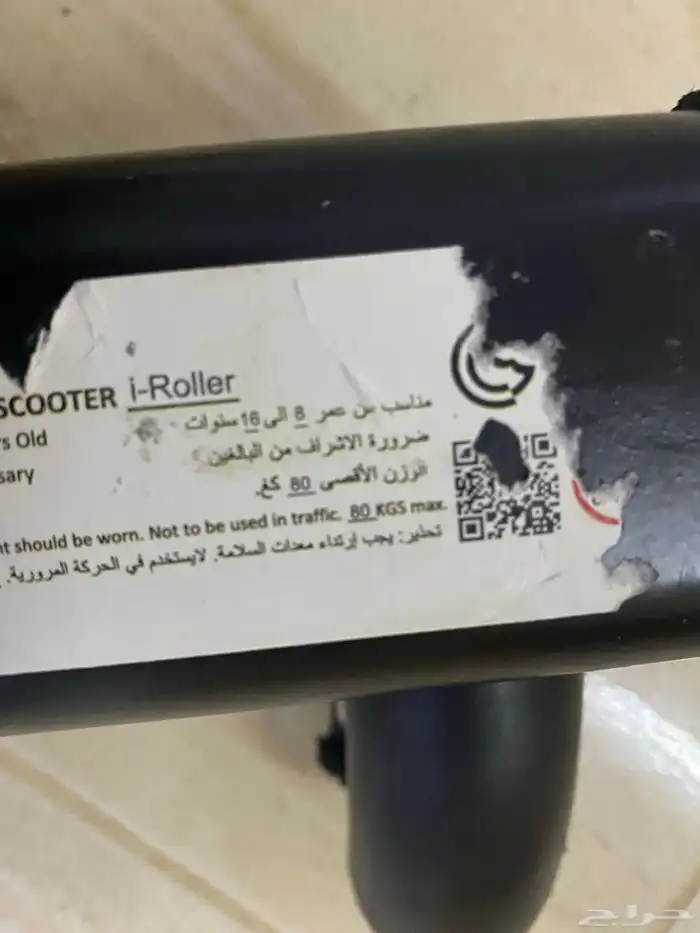 SCOOTER i-Roller
مناسب من عمر 8 الى 16 سنوات
s Old
ضرورة الاشراف من البالغين
sary
الوزن الأقصى 80 كغ.
nt should be worn. Not to be used in traffic. 80 KGS max.
تحذير: يجب إرتداء معدات السلامة. لايستخدم في الحركة المرورية.
حراج